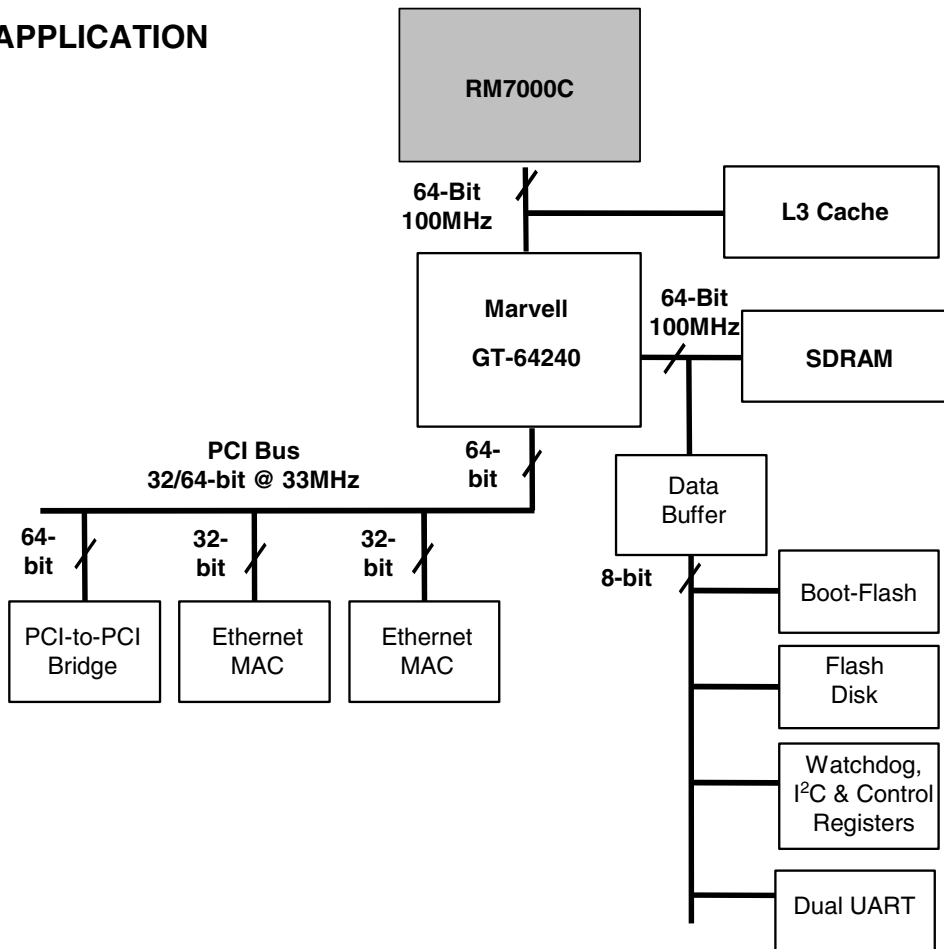 APPLICATION
RM7000C
64-Bit
100MHz
L3 Cache
Marvell
GT-64240
64-Bit
100MHz
SDRAM
PCI Bus
32/64-bit @ 33MHz
64-
bit
Data
Buffer
64-
bit
32-
bit
32-
bit
8-bit
Boot-Flash
PCI-to-PCI
Bridge
Ethernet
MAC
Ethernet
MAC
Flash
Disk
Watchdog,
I²C & Control
Registers
Dual UART